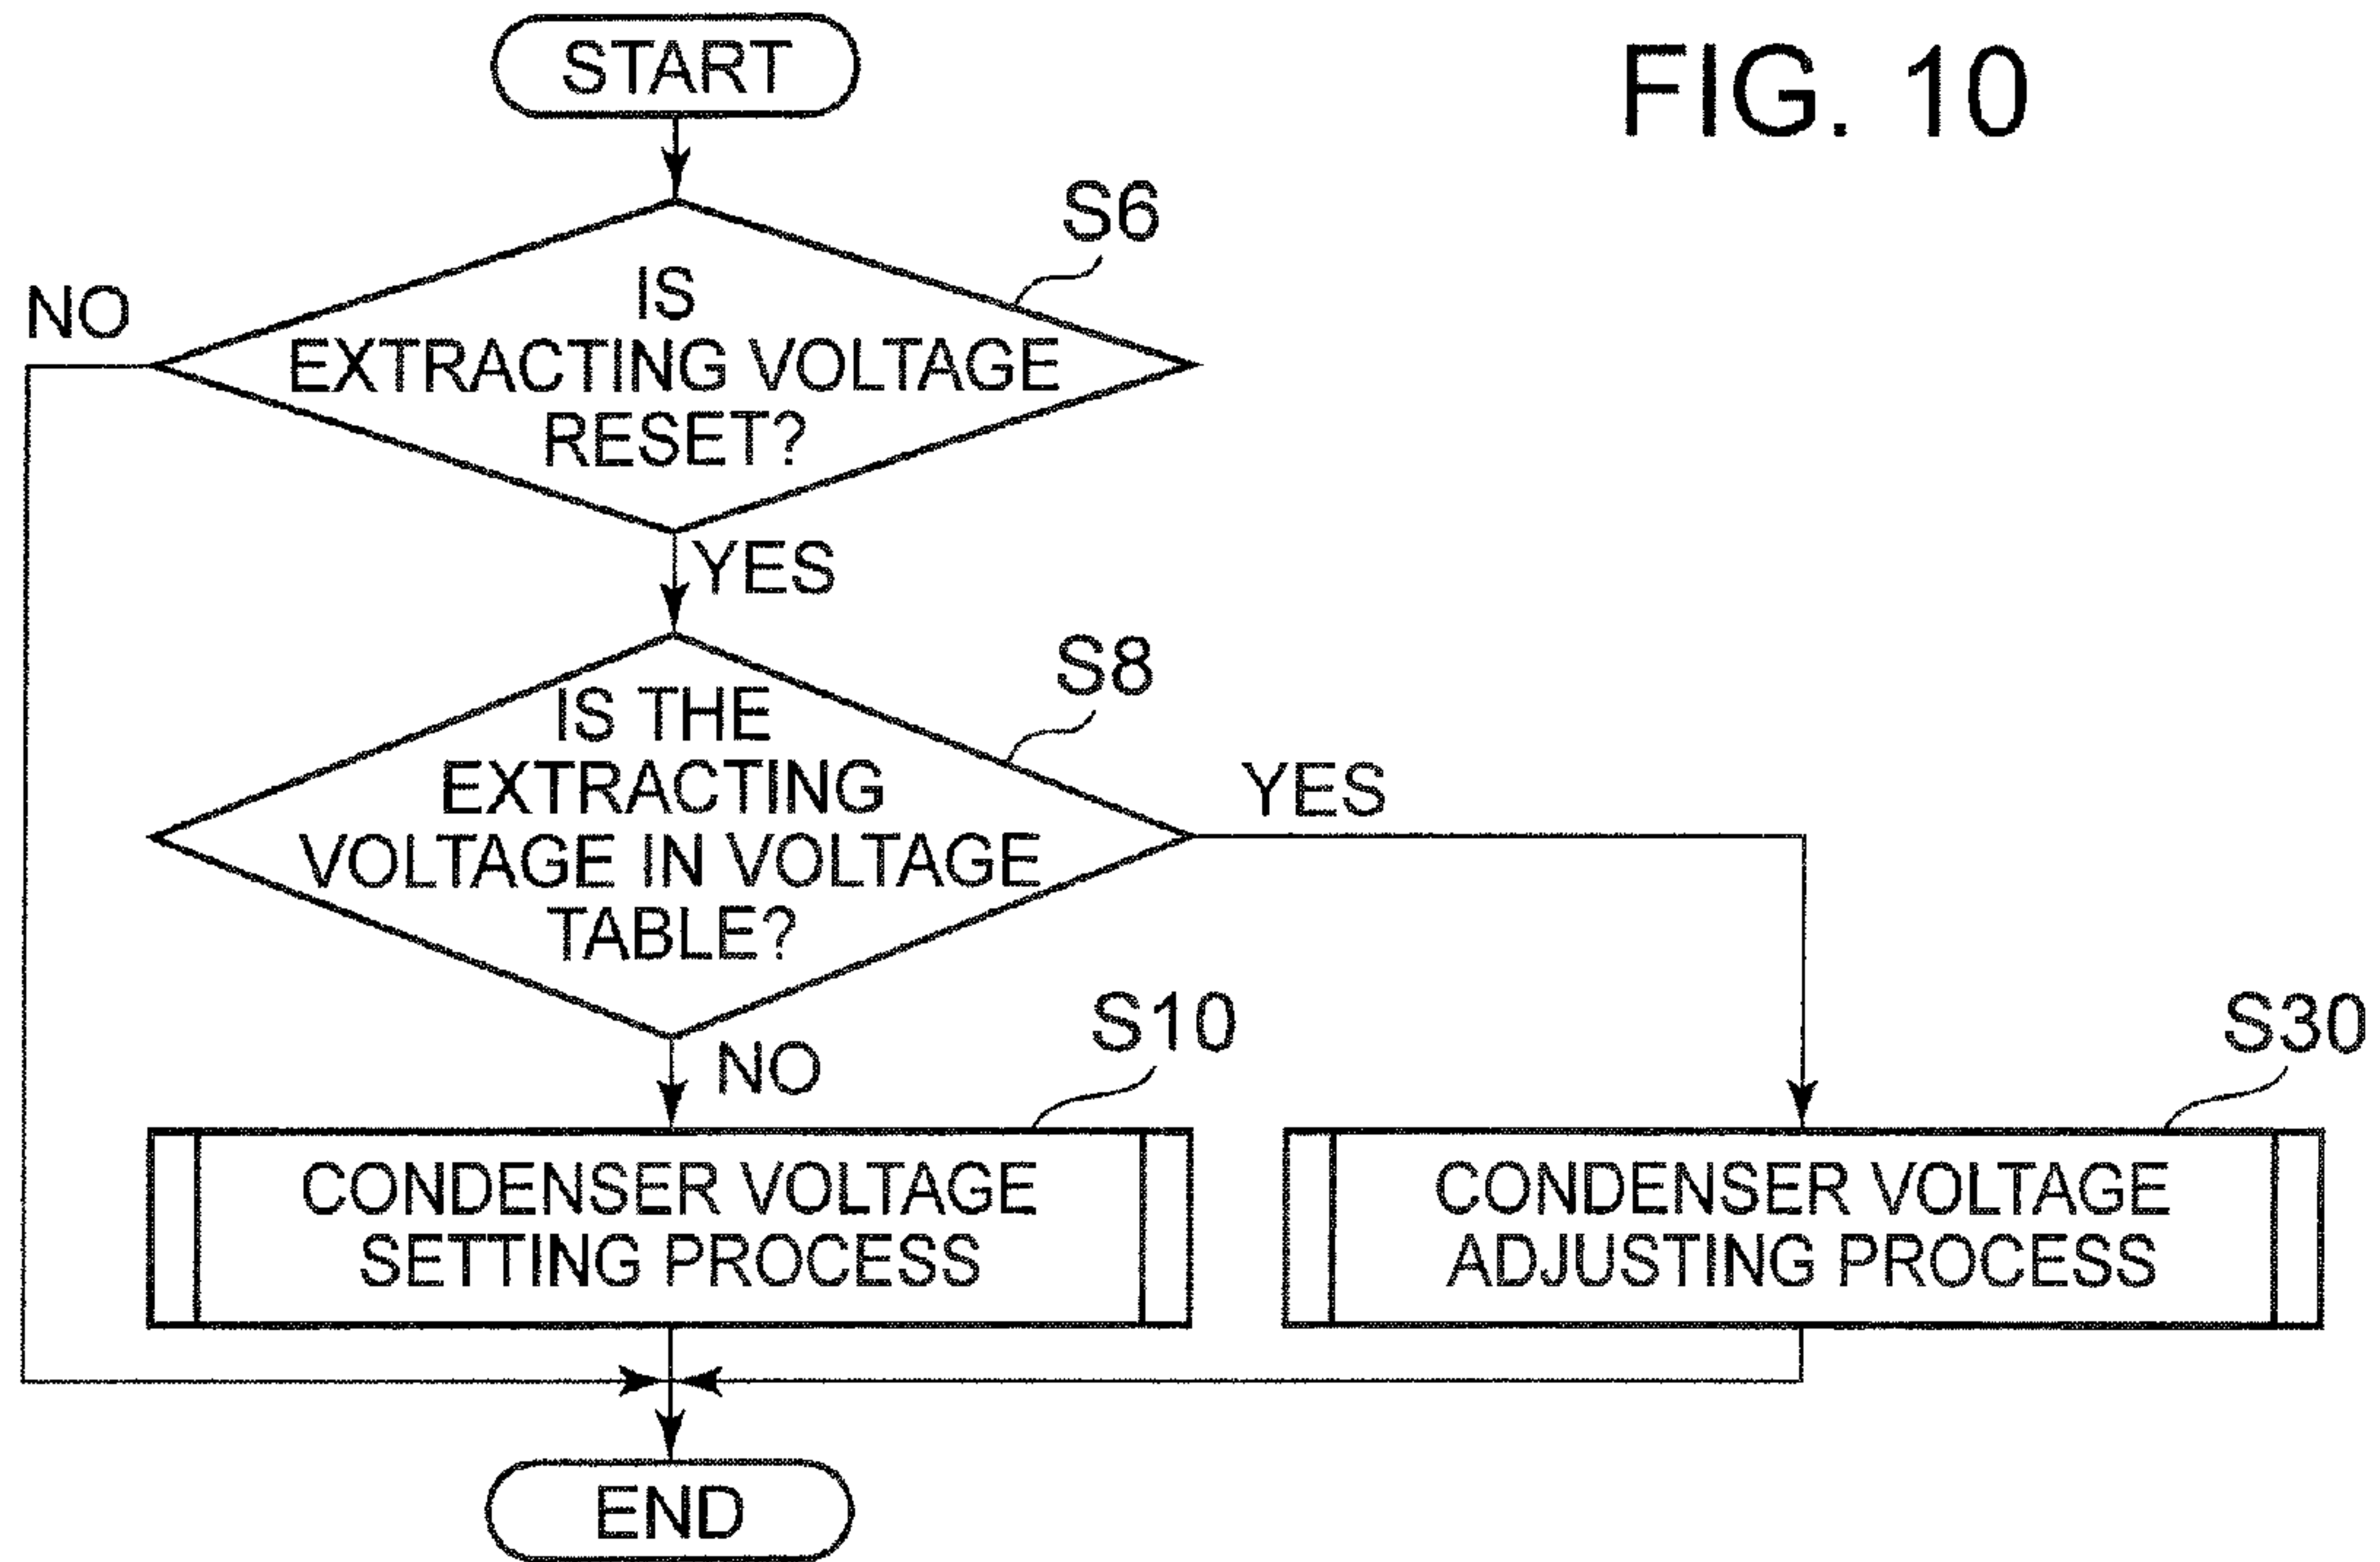 START
FIG. 10
S6
NO
IS
EXTRACTING VOLTAGE
RESET?
YES
S8
IS THE
EXTRACTING
VOLTAGE IN VOLTAGE
TABLE?
YES
NO
S10
S30
CONDENSER VOLTAGE
SETTING PROCESS
CONDENSER VOLTAGE
ADJUSTING PROCESS
END